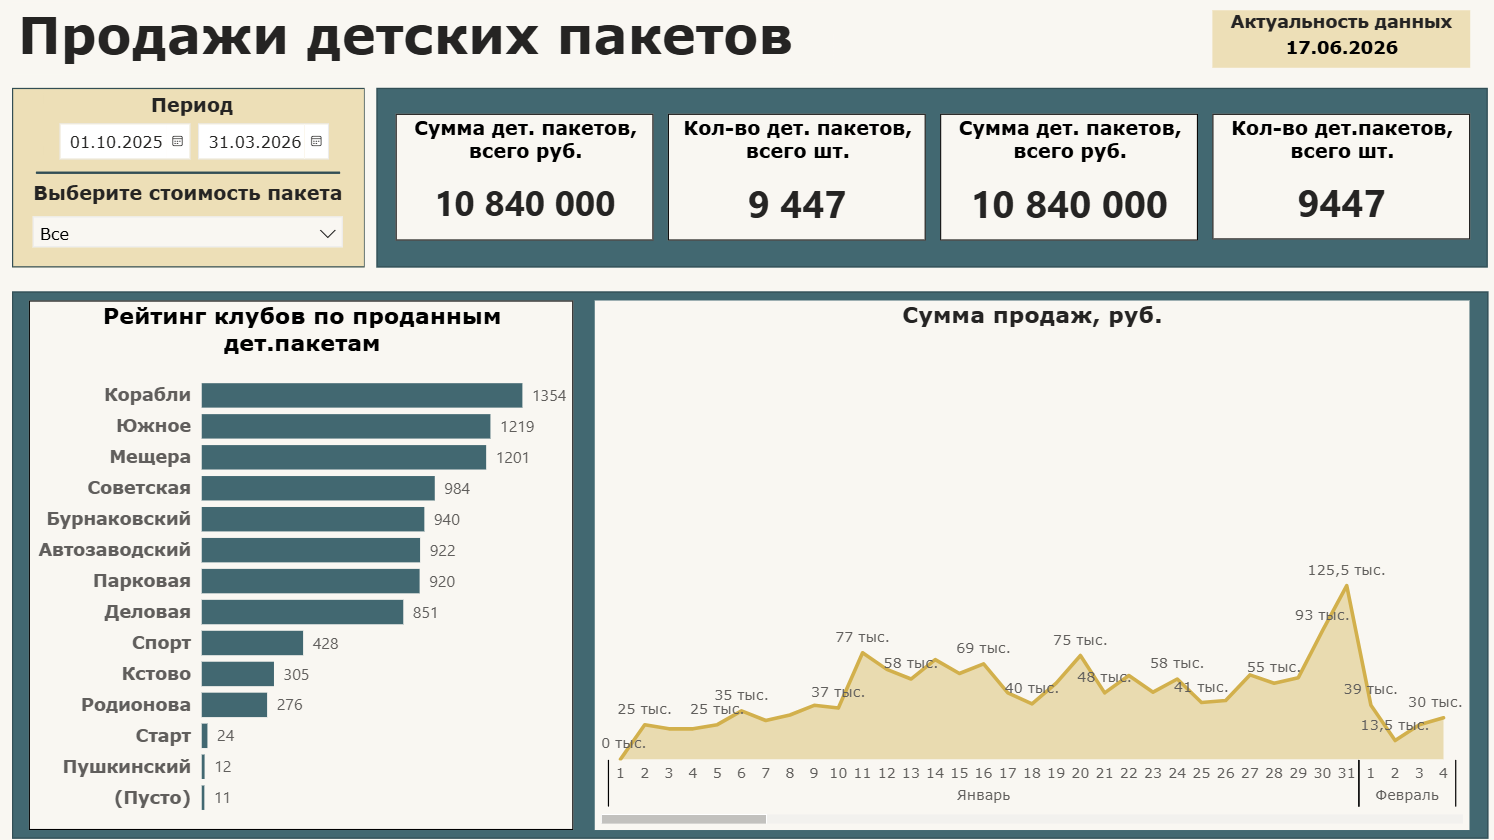 Продажи детских пакетов
Актуальность данных
17.06.2026
Период
01.10.2025
31.03.2026
Выберите стоимость пакета
Все
Сумма дет. пакетов,
всего руб.
10 840 000
Кол-во дет. пакетов,
всего шт.
9 447
Сумма дет. пакетов,
всего руб.
10 840 000
Кол-во дет.пакетов,
всего шт.
9447
Рейтинг клубов по проданным
дет.пакетам
Корабли 1354
Южное 1219
Мещера 1201
Советская 984
Бурнаковский 940
Автозаводский 922
Парковая 920
Деловая 851
Спорт 428
Кстово 305
Родионова 276
Старт 24
Пушкинский 12
(Пусто) 11
Сумма продаж, руб.
0 тыс.
25 тыс.
25 тыс.
35 тыс.
37 тыс.
77 тыс.
58 тыс.
69 тыс.
40 тыс.
75 тыс.
48 тыс.
58 тыс.
41 тыс.
55 тыс.
93 тыс.
125,5 тыс.
39 тыс.
13,5 тыс.
30 тыс.
1 2 3 4 5 6 7 8 9 10 11 12 13 14 15 16 17 18 19 20 21 22 23 24 25 26 27 28 29 30 31 1 2 3 4
Январь Февраль